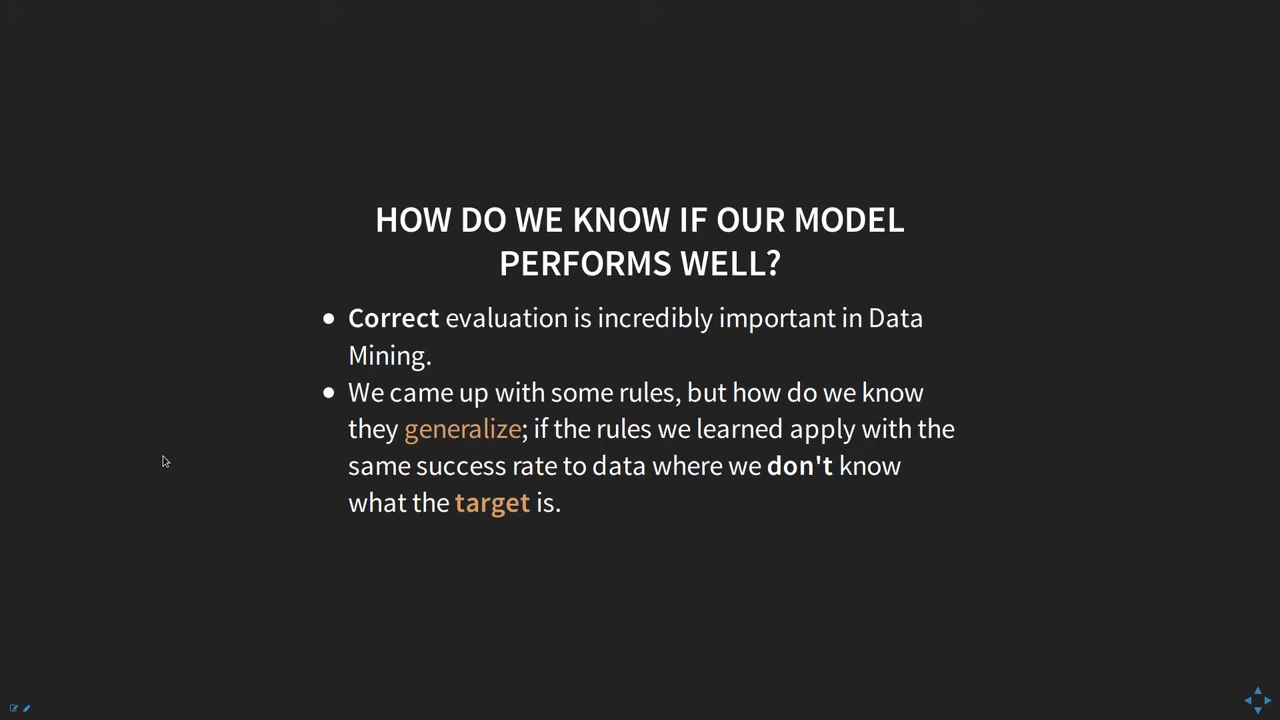 HOW DO WE KNOW IF OUR MODEL
PERFORMS WELL?
Correct evaluation is incredibly important in Data
Mining.
We came up with some rules, but how do we know
they generalize; if the rules we learned apply with the
same success rate to data where we don't know
what the target is.